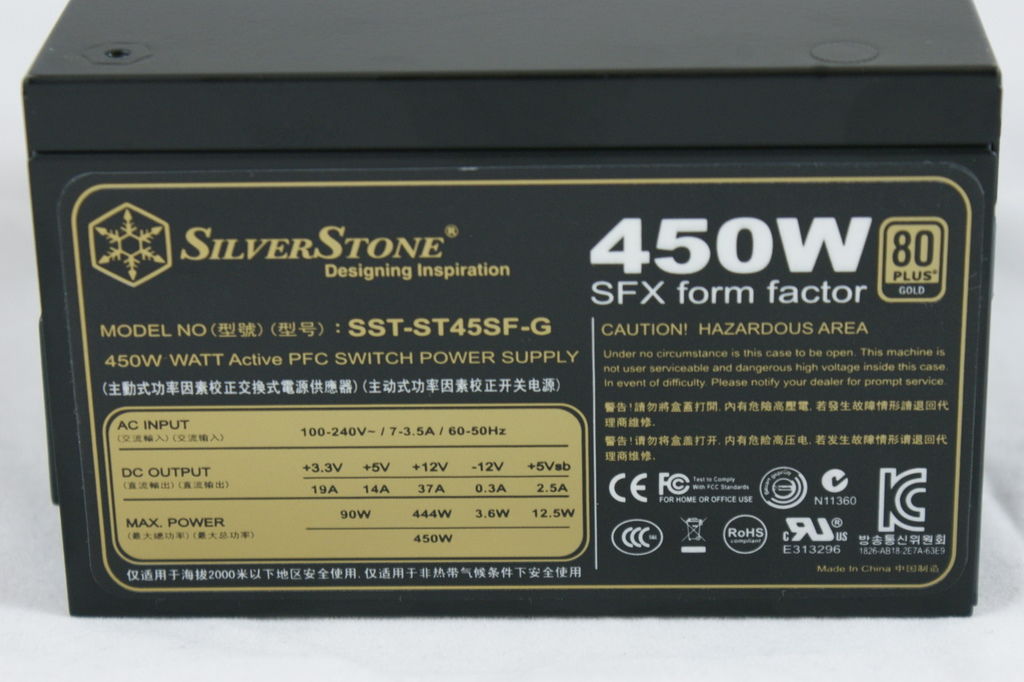 SILVERSTONE®
Designing Inspiration
450W
SFX form factor
80
PLUS®
GOLD
MODEL NO (型號) (型号) : SST-ST45SF-G
450W WATT Active PFC SWITCH POWER SUPPLY
(主動式功率因素校正交換式電源供應器) (主动式功率因素校正开关电源)
AC INPUT
(交流輸入) (交流输入)
100-240V~ / 7-3.5A / 60-50Hz
DC OUTPUT
(直流輸出) (直流输出)
+3.3V +5V +12V -12V +5Vsb
19A 14A 37A 0.3A 2.5A
MAX. POWER
(最大總功率) (最大总功率)
90W 444W 3.6W 12.5W
450W
仅适用于海拔2000米以下地区安全使用. 仅适用于非热带气候条件下安全使用
CAUTION! HAZARDOUS AREA
Under no circumstance is this case to be open. This machine is
not user serviceable and dangerous high voltage inside this case.
In event of difficulty. Please notify your dealer for prompt service.
警告! 請勿將盒蓋打開. 內有危險高壓電. 若發生故障情形請退回代
理商維修.
警告! 请勿将盒盖打开. 内有危险高压电. 若发生故障情形请退回代
理商维修.
CE
FC
Test to Comply
With FCC Standards
FOR HOME OR OFFICE USE
N11360
CCC
RoHS
compliant
c UR us ®
E313296
KC
방송통신위원회
1826-AB18-2E7A-63E9
Made In China 中国制造